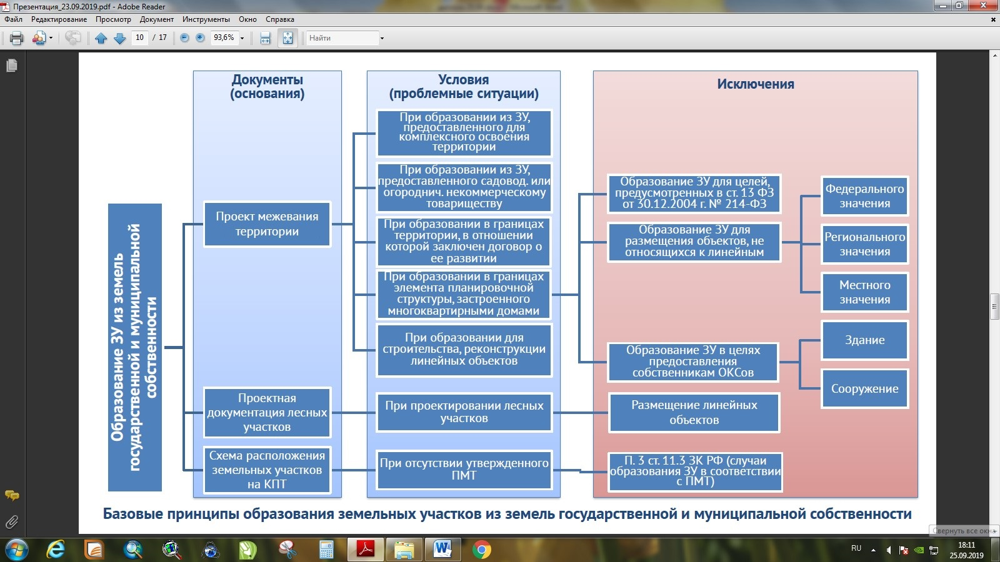 Презентация_23.09.2019.pdf - Adobe Reader
Файл Редактирование Просмотр Документ Инструменты Окно Справка
10 / 17 93,6% Найти
Документы
(основания)
Условия
(проблемные ситуации)
Исключения
Образование ЗУ из земель
государственной и муниципальной
собственности
Проект межевания
территории
Проектная
документация лесных
участков
Схема расположения
земельных участков
на КПТ
При образовании из ЗУ,
предоставленного для
комплексного освоения
территории
При образовании из ЗУ,
предоставленного садовод. или
огороднич. некоммерческому
товариществу
При образовании в границах
территории, в отношении
которой заключен договор о
ее развитии
При образовании в границах
элемента планировочной
структуры, застроенного
многоквартирными домами
При образовании для
строительства, реконструкции
линейных объектов
При проектировании лесных
участков
При отсутствии утвержденного
ПМТ
Образование ЗУ для целей,
предусмотренных в ст. 13 ФЗ
от 30.12.2004 г. № 214-ФЗ
Образование ЗУ для
размещения объектов, не
относящихся к линейным
Образование ЗУ в целях
предоставления
собственникам ОКСов
Размещение линейных
объектов
П. 3 ст. 11.3 ЗК РФ (случаи
образования ЗУ в соответствии
с ПМТ)
Федерального
значения
Регионального
значения
Местного
значения
Здание
Сооружение
Базовые принципы образования земельных участков из земель государственной и муниципальной собственности
Свернуть все окна
RU
18:11
25.09.2019